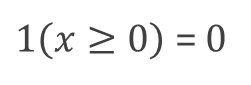 1(x ≥ 0) = 0